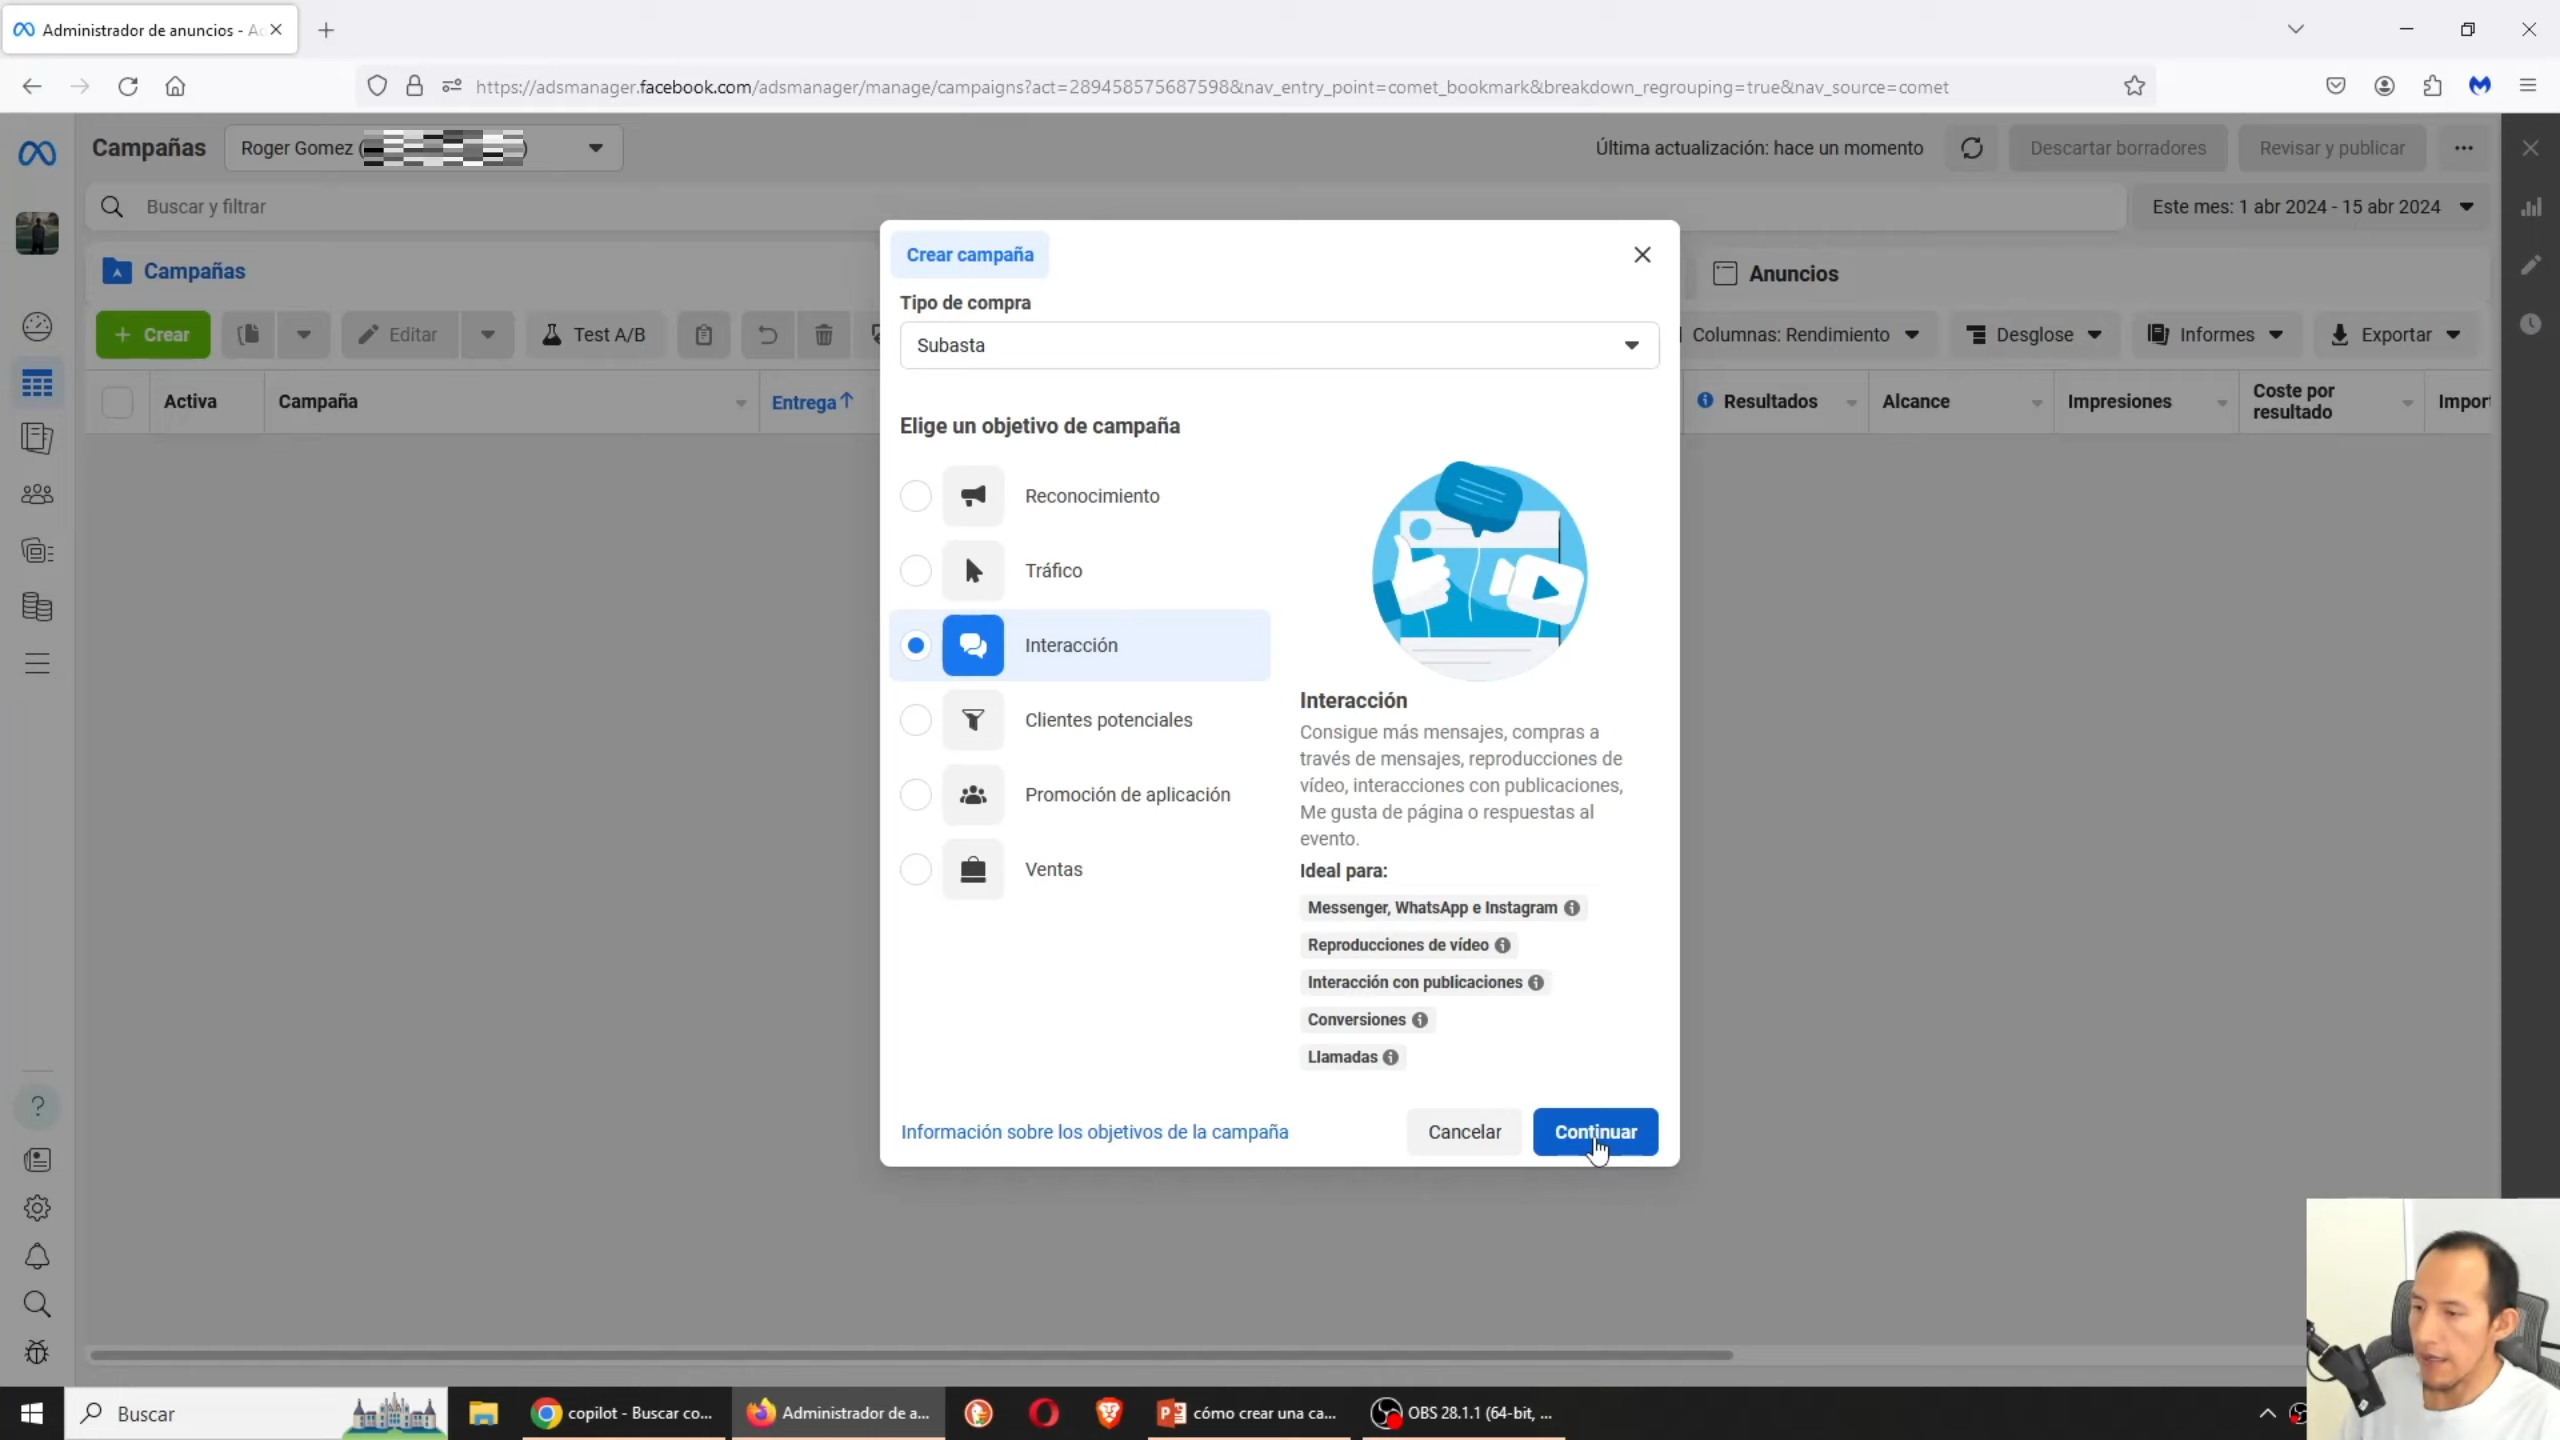 Administrador de anuncios - Ad
https://adsmanager.facebook.com/adsmanager/manage/campaigns?act=289458575687598&nav_entry_point=comet_bookmark&breakdown_regrouping=true&nav_source=comet
Campañas
Roger Gomez (
)
Última actualización: hace un momento
Descartar borradores
Revisar y publicar
Buscar y filtrar
Este mes: 1 abr 2024 - 15 abr 2024
Campañas
Anuncios
+ Crear
Editar
Test A/B
Columnas: Rendimiento
Desglose
Informes
Exportar
Activa
Campaña
Entrega↑
Resultados
Alcance
Impresiones
Coste por
resultado
Import
Crear campaña
Tipo de compra
Subasta
Elige un objetivo de campaña
Reconocimiento
Tráfico
Interacción
Clientes potenciales
Promoción de aplicación
Ventas
Interacción
Consigue más mensajes, compras a
través de mensajes, reproducciones de
vídeo, interacciones con publicaciones,
Me gusta de página o respuestas al
evento.
Ideal para:
Messenger, WhatsApp e Instagram
Reproducciones de vídeo
Interacción con publicaciones
Conversiones
Llamadas
Información sobre los objetivos de la campaña
Cancelar
Continuar
Buscar
copilot - Buscar co...
Administrador de a...
cómo crear una ca...
OBS 28.1.1 (64-bit, ...